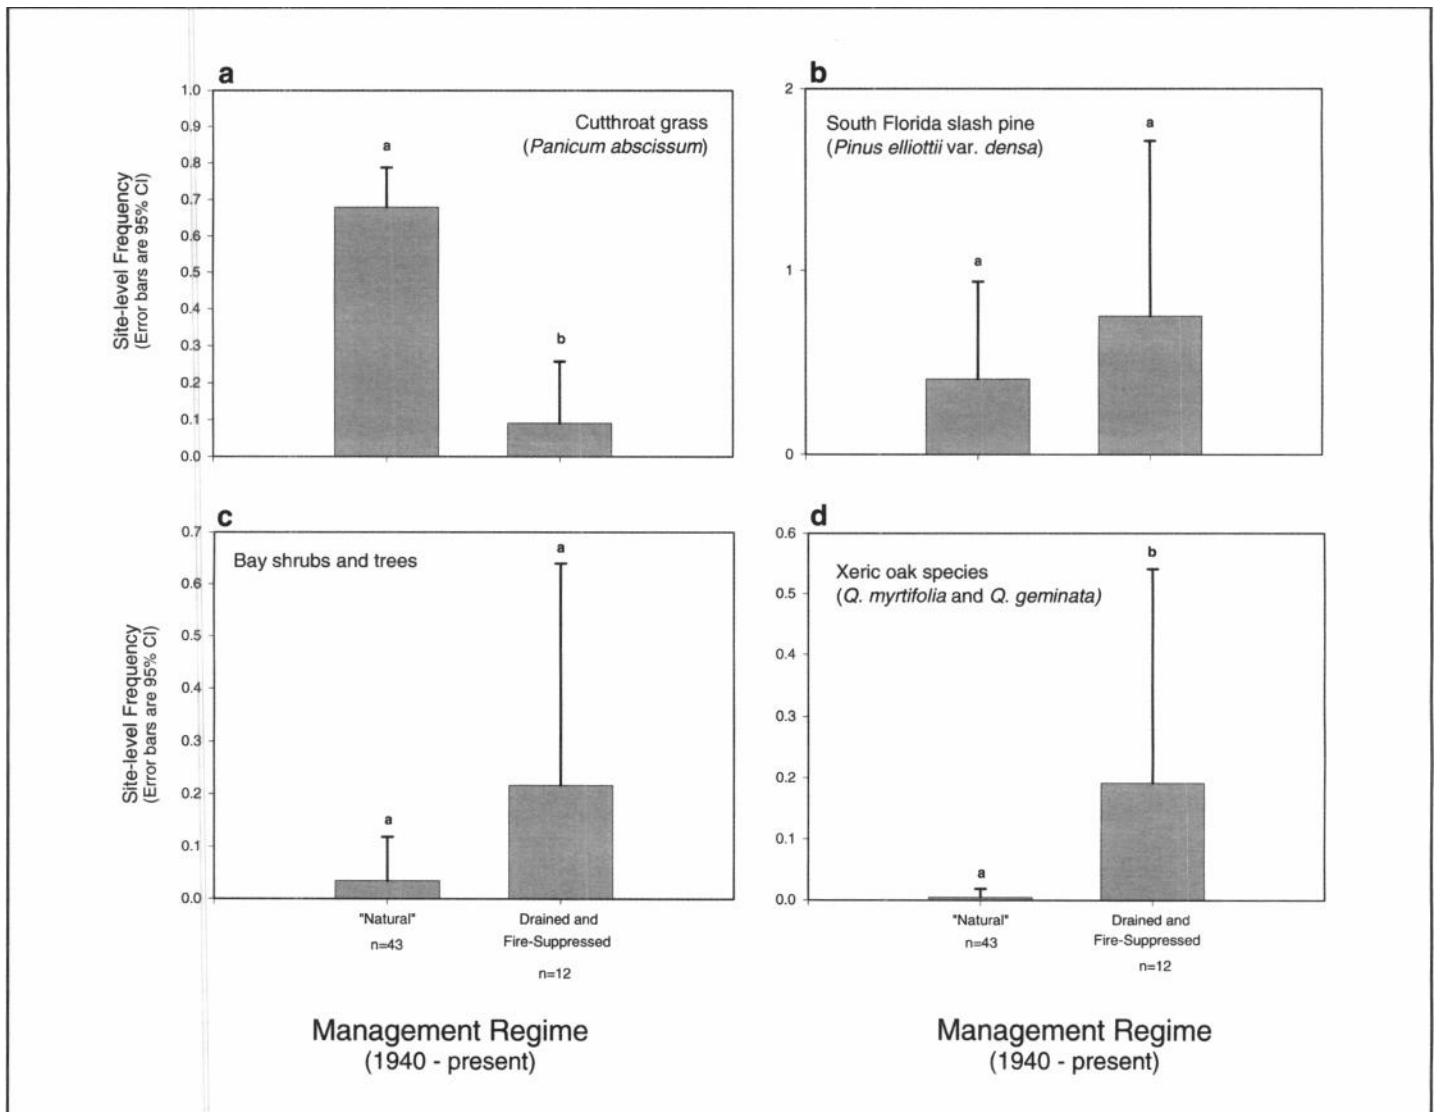 a
Cutthroat grass
(Panicum abscissum)
Site-level Frequency
(Error bars are 95% CI)
1.0
0.9
0.8
0.7
0.6
0.5
0.4
0.3
0.2
0.1
0.0
a
b
b
South Florida slash pine
(Pinus elliottii var. densa)
2
1
0
a
a
c
Bay shrubs and trees
Site-level Frequency
(Error bars are 95% CI)
0.7
0.6
0.5
0.4
0.3
0.2
0.1
0.0
a
a
"Natural"
n=43
Drained and
Fire-Suppressed
n=12
Management Regime
(1940 - present)
d
Xeric oak species
(Q. myrtifolia and Q. geminata)
0.6
0.5
0.4
0.3
0.2
0.1
0.0
a
b
"Natural"
n=43
Drained and
Fire-Suppressed
n=12
Management Regime
(1940 - present)